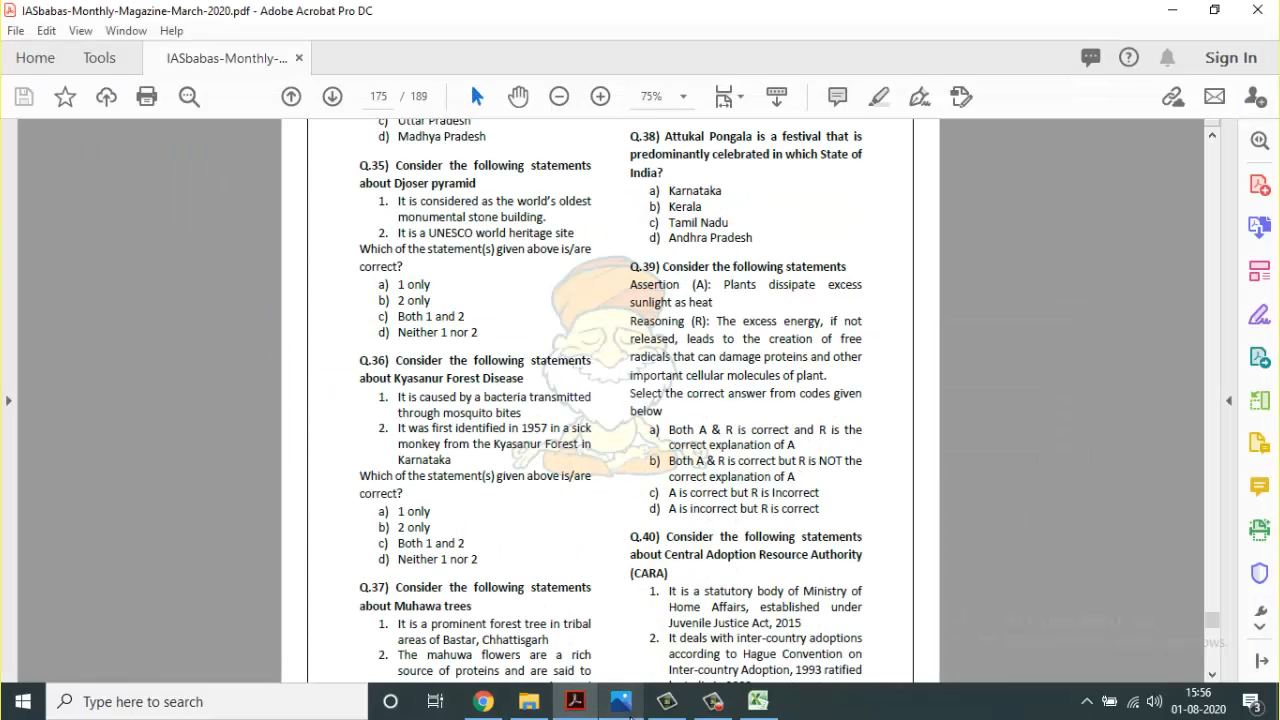 IASbabas-Monthly-Magazine-March-2020.pdf - Adobe Acrobat Pro DC
File Edit View Window Help
Home Tools IASbabas-Monthly-... × Sign In
175 / 189 75%
c) Uttar Pradesh
d) Madhya Pradesh
Q.35) Consider the following statements
about Djoser pyramid
1. It is considered as the world's oldest
monumental stone building.
2. It is a UNESCO world heritage site
Which of the statement(s) given above is/are
correct?
a) 1 only
b) 2 only
c) Both 1 and 2
d) Neither 1 nor 2
Q.36) Consider the following statements
about Kyasanur Forest Disease
1. It is caused by a bacteria transmitted
through mosquito bites
2. It was first identified in 1957 in a sick
monkey from the Kyasanur Forest in
Karnataka
Which of the statement(s) given above is/are
correct?
a) 1 only
b) 2 only
c) Both 1 and 2
d) Neither 1 nor 2
Q.37) Consider the following statements
about Muhawa trees
1. It is a prominent forest tree in tribal
areas of Bastar, Chhattisgarh
2. The mahuwa flowers are a rich
source of proteins and are said to
Q.38) Attukal Pongala is a festival that is
predominantly celebrated in which State of
India?
a) Karnataka
b) Kerala
c) Tamil Nadu
d) Andhra Pradesh
Q.39) Consider the following statements
Assertion (A): Plants dissipate excess
sunlight as heat
Reasoning (R): The excess energy, if not
released, leads to the creation of free
radicals that can damage proteins and other
important cellular molecules of plant.
Select the correct answer from codes given
below
a) Both A & R is correct and R is the
correct explanation of A
b) Both A & R is correct but R is NOT the
correct explanation of A
c) A is correct but R is Incorrect
d) A is incorrect but R is correct
Q.40) Consider the following statements
about Central Adoption Resource Authority
(CARA)
1. It is a statutory body of Ministry of
Home Affairs, established under
Juvenile Justice Act, 2015
2. It deals with inter-country adoptions
according to Hague Convention on
Inter-country Adoption, 1993 ratified
Type here to search
15:56
01-08-2020
3